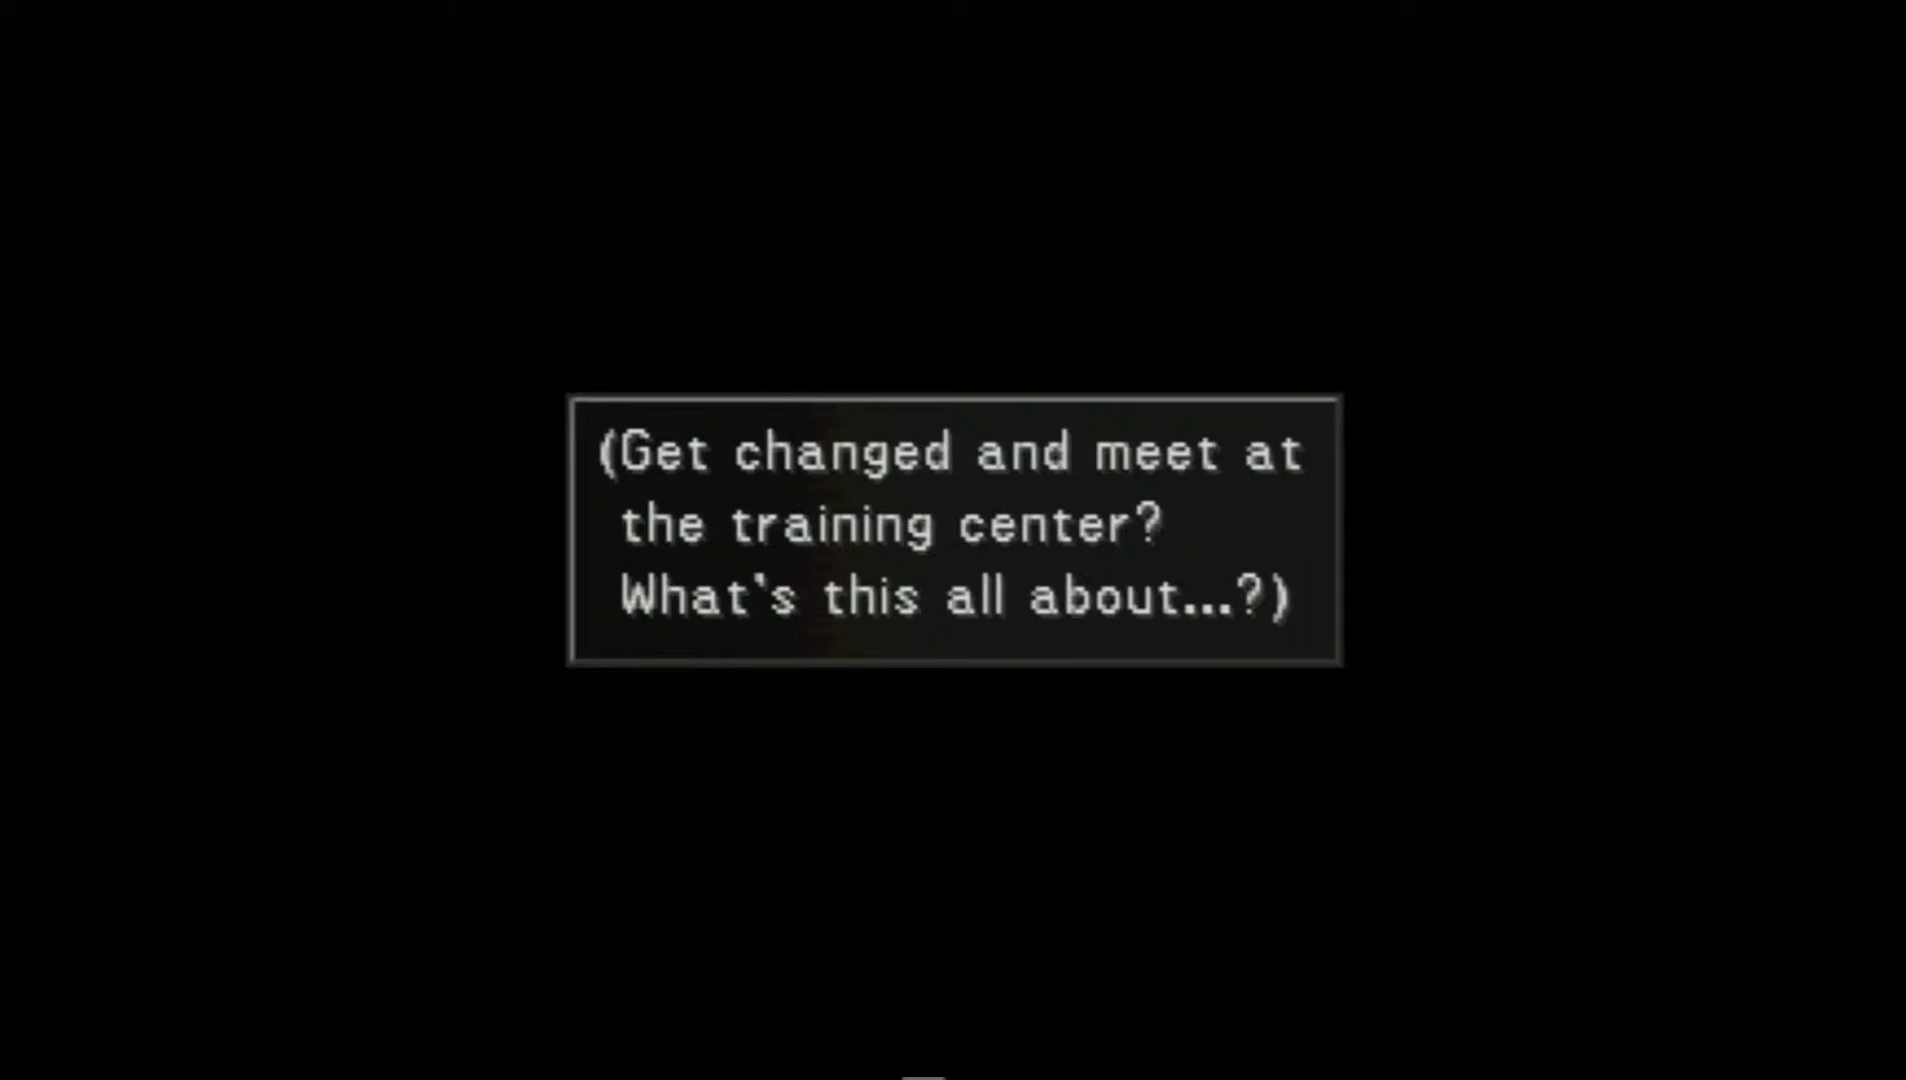 (Get changed and meet at
the training center?
What's this all about...?)